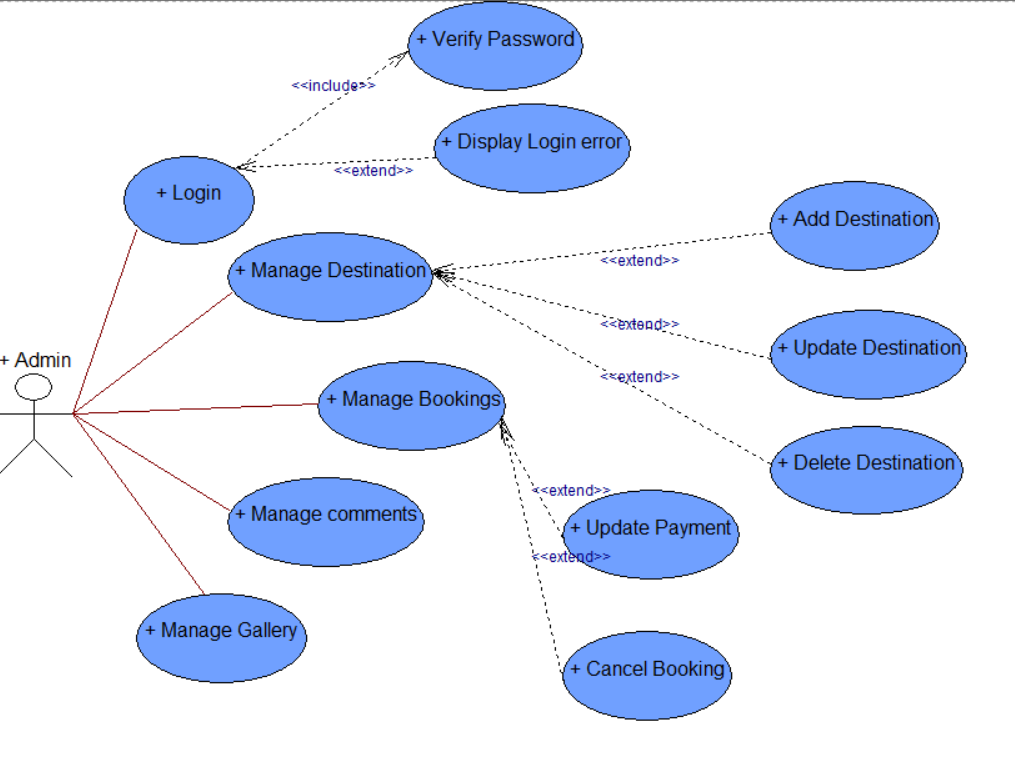 + Verify Password
<<include>>
+ Display Login error
<<extend>>
+ Login
+ Add Destination
<<extend>>
+ Manage Destination
<<extend>>
+ Update Destination
+ Admin
<<extend>>
+ Manage Bookings
+ Delete Destination
<<extend>>
+ Manage comments
+ Update Payment
<<extend>>
+ Manage Gallery
+ Cancel Booking